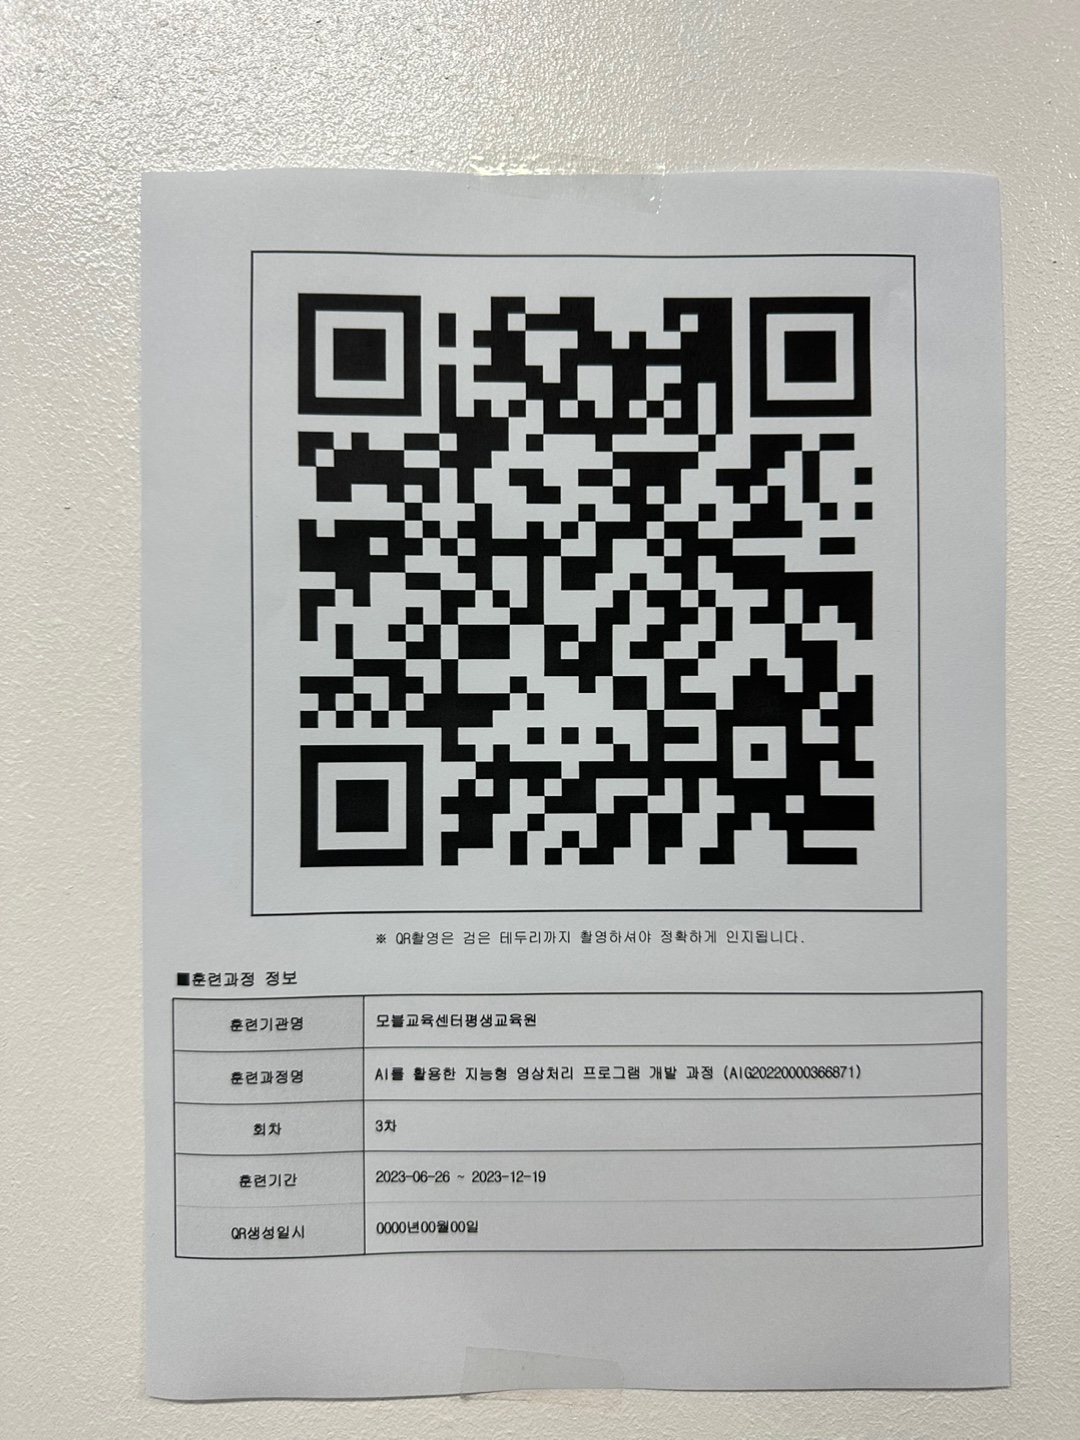 ※ QR촬영은 검은 테두리까지 촬영하셔야 정확하게 인지됩니다.
■훈련과정 정보
훈련기관명 모블교육센터평생교육원
훈련과정명 AI를 활용한 지능형 영상처리 프로그램 개발 과정 (AIG20220000366871)
회차 3차
훈련기간 2023-06-26 ~ 2023-12-19
QR생성일시 0000년00월00일